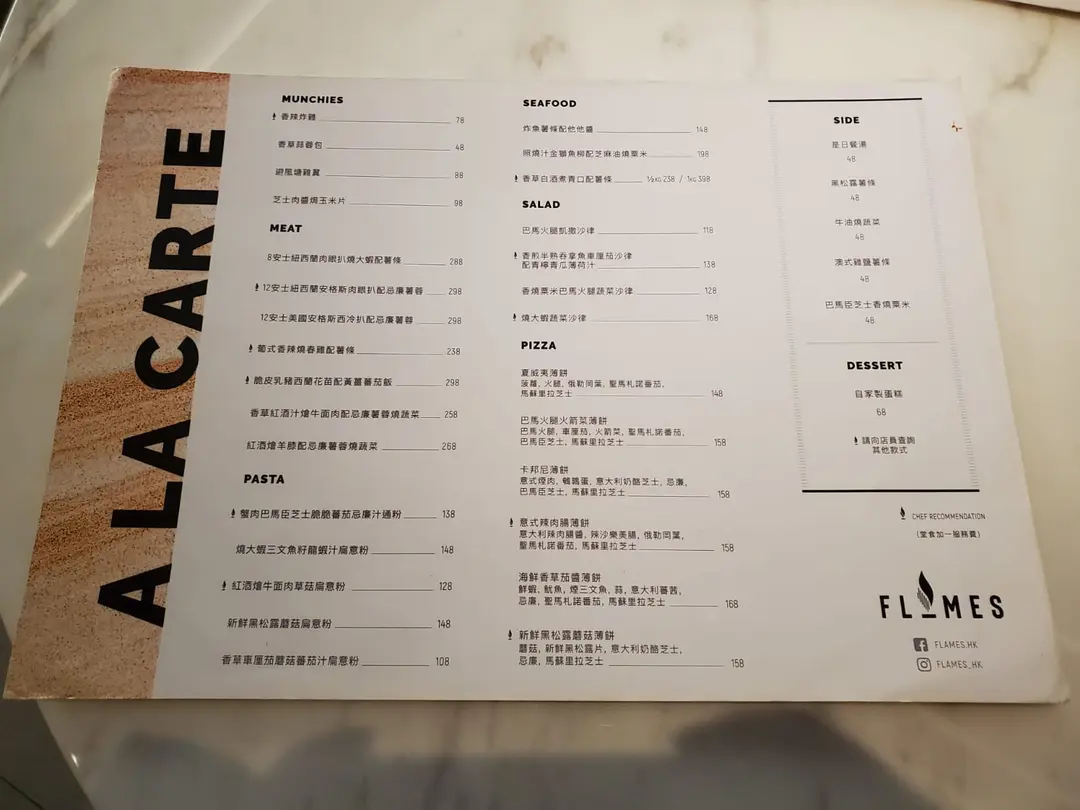 A LA CARTE
MUNCHIES
香辣炸雞 78
香草蒜蓉包 48
避風塘雞翼 88
芝士肉醬焗玉米片 98
MEAT
8安士紐西蘭肉眼扒燒大蝦配薯條 288
12安士紐西蘭安格斯肉眼扒配忌廉薯蓉 298
12安士美國安格斯西冷扒配忌廉薯蓉 298
葡式香辣燒春雞配薯條 238
脆皮乳豬西蘭花苗配黃薑蕃茄飯 298
香草紅酒汁燴牛面肉配忌廉薯蓉燒蔬菜 258
紅酒燴羊膝配忌廉薯蓉燒蔬菜 268
PASTA
蟹肉巴馬臣芝士脆脆蕃茄忌廉汁通粉 138
燒大蝦三文魚籽龍蝦汁扁意粉 148
紅酒燴牛面肉草菇扁意粉 128
新鮮黑松露蘑菇扁意粉 148
香草車厘茄蘑菇蕃茄汁扁意粉 108
SEAFOOD
炸魚薯條配他他醬 148
照燒汁金鯛魚柳配芝麻油燒粟米 198
香草白酒煮青口配薯條 ½KG 238 / 1KG 398
SALAD
巴馬火腿凱撒沙律 118
香煎半熟吞拿魚車厘茄沙律
配青檸青瓜薄荷汁 138
香燒粟米巴馬火腿蔬菜沙律 128
燒大蝦蔬菜沙律 168
PIZZA
夏威夷薄餅
菠蘿, 火腿, 俄勒岡葉, 聖馬札諾番茄,
馬蘇里拉芝士 148
巴馬火腿火箭菜薄餅
巴馬火腿, 車厘茄, 火箭菜, 聖馬札諾番茄,
巴馬臣芝士, 馬蘇里拉芝士 158
卡邦尼薄餅
意式煙肉, 鵪鶉蛋, 意大利奶酪芝士, 忌廉,
巴馬臣芝士, 馬蘇里拉芝士 158
意式辣肉腸薄餅
意大利辣肉腸醬, 辣沙樂美腸, 俄勒岡葉,
聖馬札諾番茄, 馬蘇里拉芝士 158
海鮮香草茄醬薄餅
鮮蝦, 魷魚, 煙三文魚, 蒜, 意大利蕃茜,
忌廉, 聖馬札諾番茄, 馬蘇里拉芝士 168
新鮮黑松露蘑菇薄餅
蘑菇, 新鮮黑松露片, 意大利奶酪芝士,
忌廉, 馬蘇里拉芝士 158
SIDE
是日餐湯
48
黑松露薯條
48
牛油燒蔬菜
48
澳式雞鹽薯條
48
巴馬臣芝士香燒粟米
48
DESSERT
自家製蛋糕
68
請向店員查詢
其他款式
CHEF RECOMMENDATION
(堂食加一服務費)
FLAMES
FLAMES.HK
FLAMES_HK